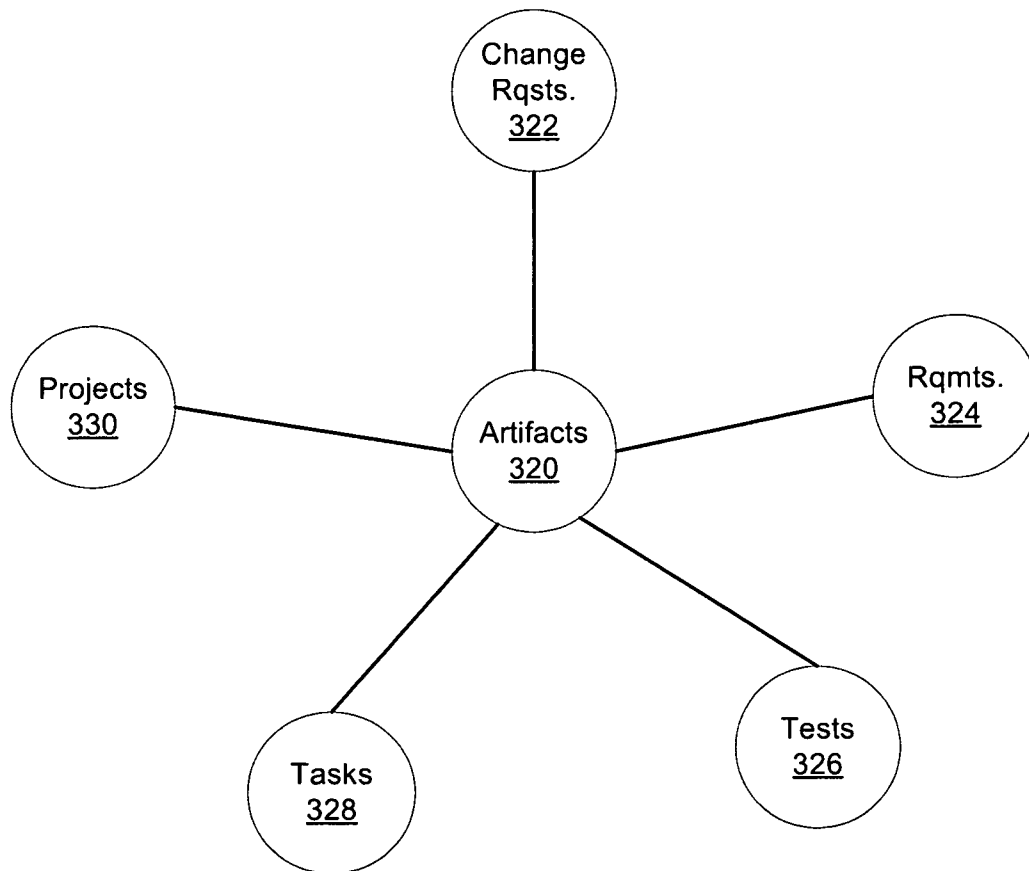 Change
Rqsts.
322
Projects
330
Artifacts
320
Rqmts.
324
Tasks
328
Tests
326